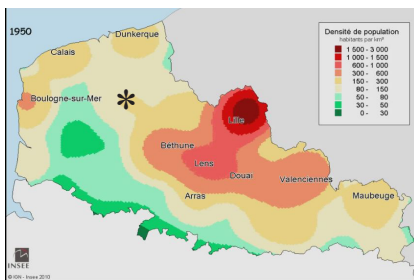 1950
Dunkerque
Calais
Boulogne-sur-Mer
Lille
Béthune
Lens
Douai
Arras
Valenciennes
Maubeuge
Densité de population
habitants par km²
1 500 - 3 000
1 000 - 1 500
600 - 1 000
300 - 600
150 - 300
80 - 150
50 - 80
30 - 50
0 - 30
INSEE
© IGN - Insee 2010